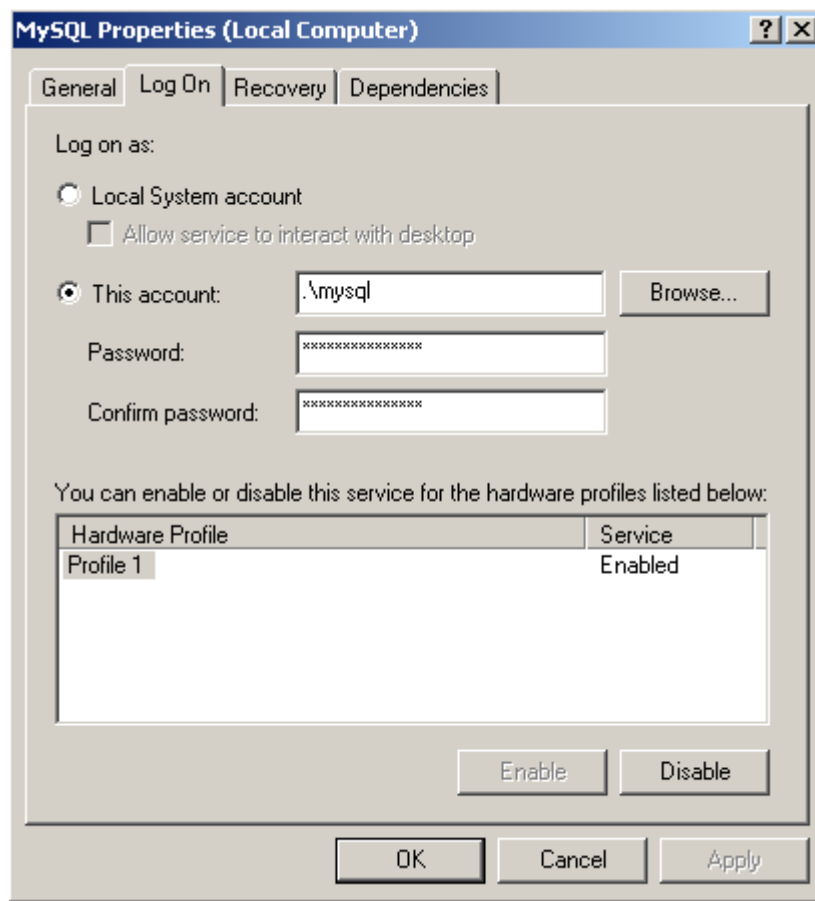 MySQL Properties (Local Computer)
General Log On Recovery Dependencies
Log on as:
Local System account
Allow service to interact with desktop
This account: .\mysql Browse...
Password: ***************
Confirm password: ***************
You can enable or disable this service for the hardware profiles listed below:
Hardware Profile Service
Profile 1 Enabled
Enable Disable
OK Cancel Apply